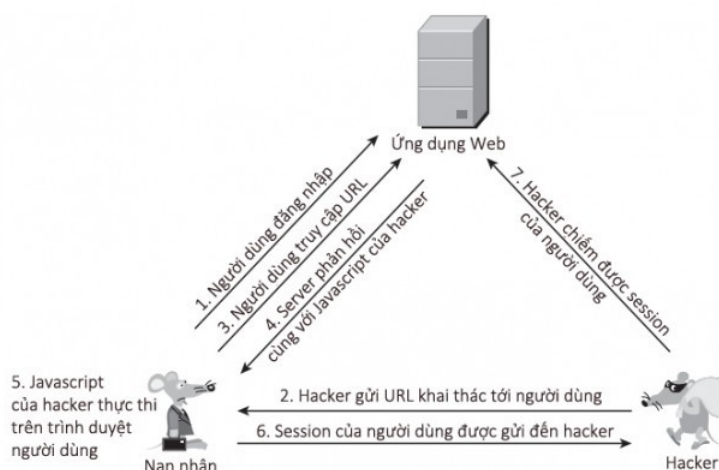 Ứng dụng Web
1. Người dùng đăng nhập
3. Người dùng truy cập URL
4. Server phản hồi
cùng với Javascript của hacker
7. Hacker chiếm được session
của người dùng
5. Javascript
của hacker thực thi
trên trình duyệt
người dùng
2. Hacker gửi URL khai thác tới người dùng
6. Session của người dùng được gửi đến hacker
Nạn nhân
Hacker